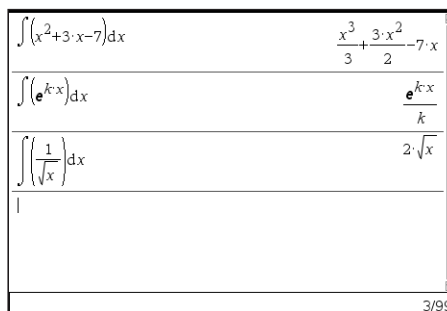 ∫(x²+3·x−7)dx    x³/3+3·x²/2−7·x
∫(e^(k·x))dx    e^(k·x)/k
∫(1/√x)dx    2·√x
3/99